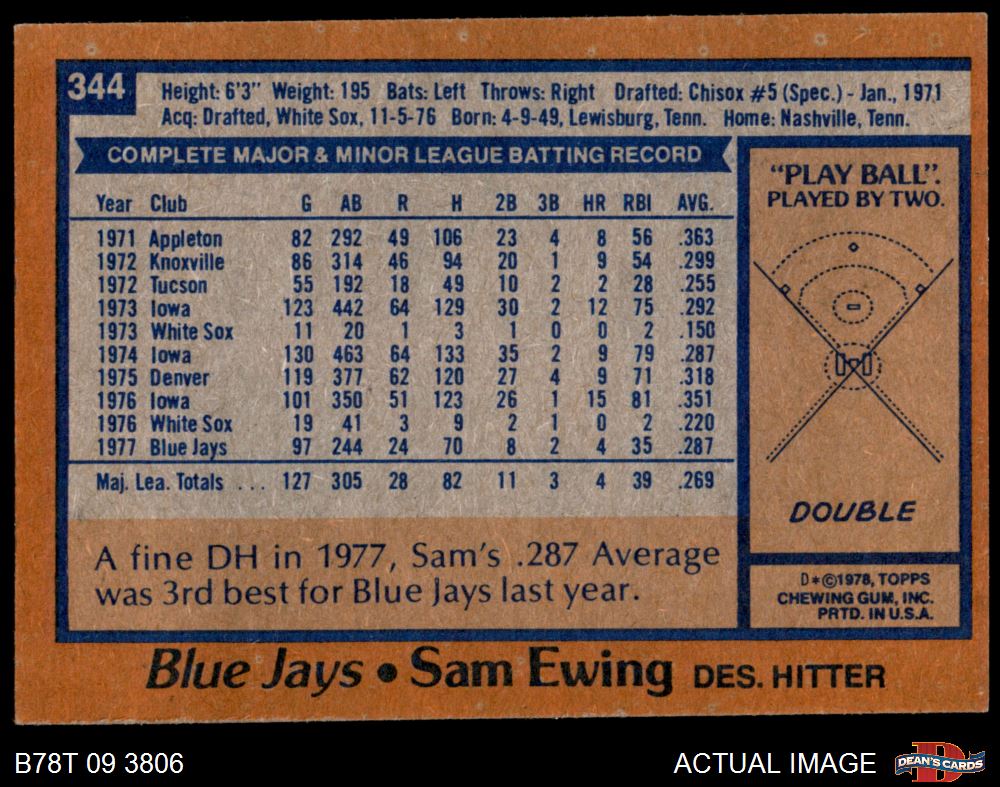 344
Height: 6'3" Weight: 195 Bats: Left Throws: Right Drafted: Chisox #5 (Spec.) - Jan., 1971
Acq: Drafted, White Sox, 11-5-76 Born: 4-9-49, Lewisburg, Tenn. Home: Nashville, Tenn.
COMPLETE MAJOR & MINOR LEAGUE BATTING RECORD
Year Club G AB R H 2B 3B HR RBI AVG.
1971 Appleton 82 292 49 106 23 4 8 56 .363
1972 Knoxville 86 314 46 94 20 1 9 54 .299
1972 Tucson 55 192 18 49 10 2 2 28 .255
1973 Iowa 123 442 64 129 30 2 12 75 .292
1973 White Sox 11 20 1 3 1 0 0 2 .150
1974 Iowa 130 463 64 133 35 2 9 79 .287
1975 Denver 119 377 62 120 27 4 9 71 .318
1976 Iowa 101 350 51 123 26 1 15 81 .351
1976 White Sox 19 41 3 9 2 1 0 2 .220
1977 Blue Jays 97 244 24 70 8 2 4 35 .287
Maj. Lea. Totals ... 127 305 28 82 11 3 4 39 .269
A fine DH in 1977, Sam's .287 Average
was 3rd best for Blue Jays last year.
"PLAY BALL".
PLAYED BY TWO.
DOUBLE
D*©1978, TOPPS
CHEWING GUM, INC.
PRTD. IN U.S.A.
Blue Jays • Sam Ewing DES. HITTER
B78T 09 3806
ACTUAL IMAGE
DEAN'S CARDS